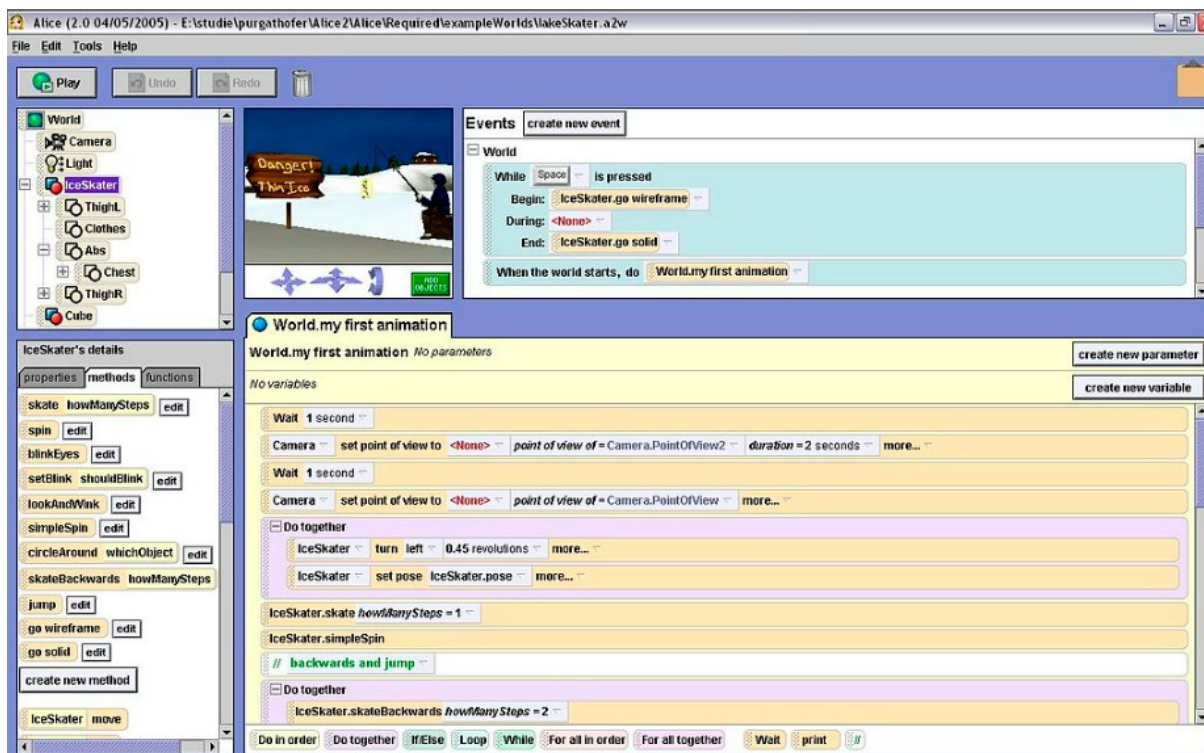 Alice (2.0 04/05/2005) - E:\studie\purgathofer\Alice2\Alice\Required\exampleWorlds\lakeSkater.a2w
File Edit Tools Help
Play Undo Redo
World
Camera
Light
IceSkater
ThighL
Clothes
Abs
Chest
ThighR
Cube
Danger!
Thin Ice
ADD
OBJECTS
Events create new event
World
While Space is pressed
Begin: IceSkater.go wireframe
During: <None>
End: IceSkater.go solid
When the world starts, do World.my first animation
IceSkater's details
properties methods functions
skate howManySteps edit
spin edit
blinkEyes edit
setBlink shouldBlink edit
lookAndWink edit
simpleSpin edit
circleAround whichObject edit
skateBackwards howManySteps
jump edit
go wireframe edit
go solid edit
create new method
IceSkater move
World.my first animation
World.my first animation No parameters create new parameter
No variables create new variable
Wait 1 second
Camera set point of view to <None> point of view of = Camera.PointOfView2 duration = 2 seconds more...
Wait 1 second
Camera set point of view to <None> point of view of = Camera.PointOfView more...
Do together
IceSkater turn left 0.45 revolutions more...
IceSkater set pose IceSkater.pose more...
IceSkater.skate howManySteps = 1
IceSkater.simpleSpin
// backwards and jump
Do together
IceSkater.skateBackwards howManySteps = 2
Do in order Do together If/Else Loop While For all in order For all together Wait print //